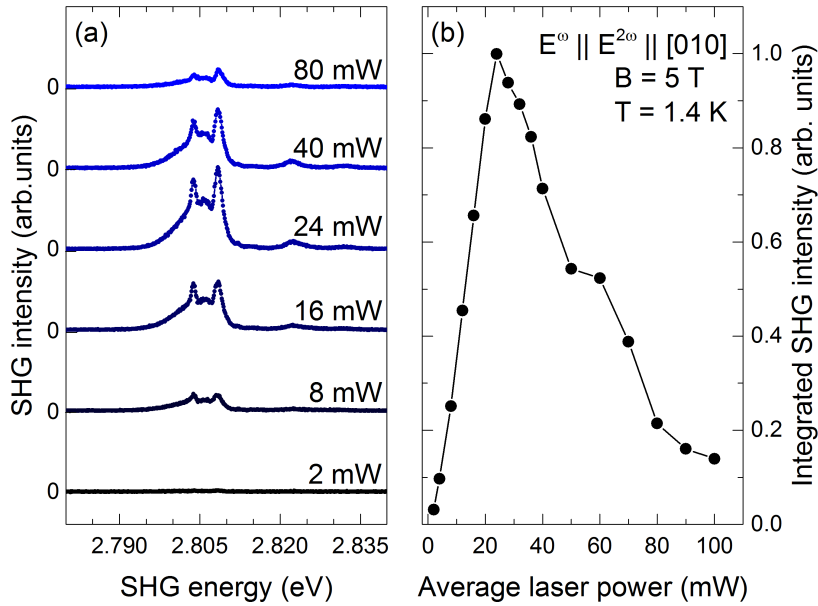 (a)
80 mW
0
40 mW
0
24 mW
0
16 mW
0
8 mW
0
2 mW
0
2.790
2.805
2.820
2.835
SHG energy (eV)
SHG intensity (arb.units)
(b)
E^ω || E^2ω || [010]
B = 5 T
T = 1.4 K
1.0
0.8
0.6
0.4
0.2
0.0
0
20
40
60
80
100
Average laser power (mW)
Integrated SHG intensity (arb. units)